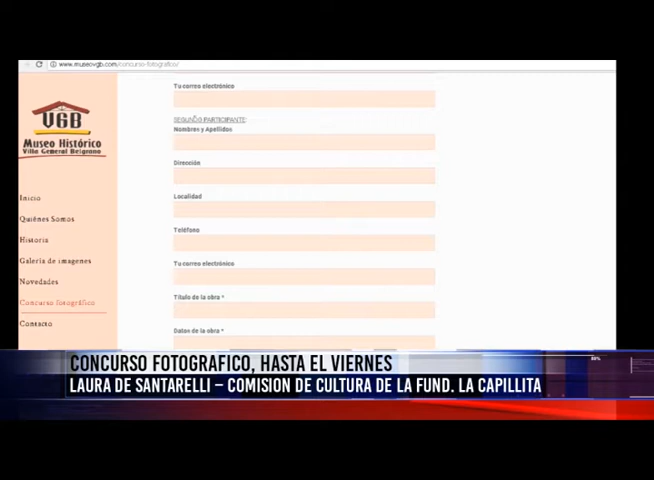 www.museovgb.com/concurso-fotografico/
VGB
Museo Histórico
Villa General Belgrano
Inicio
Quiénes Somos
Historia
Galería de imagenes
Novedades
Concurso fotográfico
Contacto
Tu correo electrónico
SEGUNDO PARTICIPANTE:
Nombres y Apellidos
Dirección
Localidad
Teléfono
Tu correo electrónico
Título de la obra *
Datos de la obra *
CONCURSO FOTOGRAFICO, HASTA EL VIERNES
LAURA DE SANTARELLI – COMISION DE CULTURA DE LA FUND. LA CAPILLITA